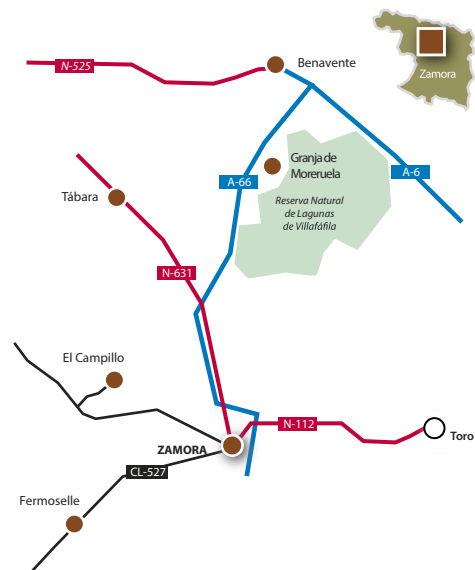 N-525
Benavente
Zamora
Granja de
Moreruela
A-66
A-6
Tábara
Reserva Natural
de Lagunas
de Villafáfila
N-631
El Campillo
N-112
Toro
ZAMORA
CL-527
Fermoselle